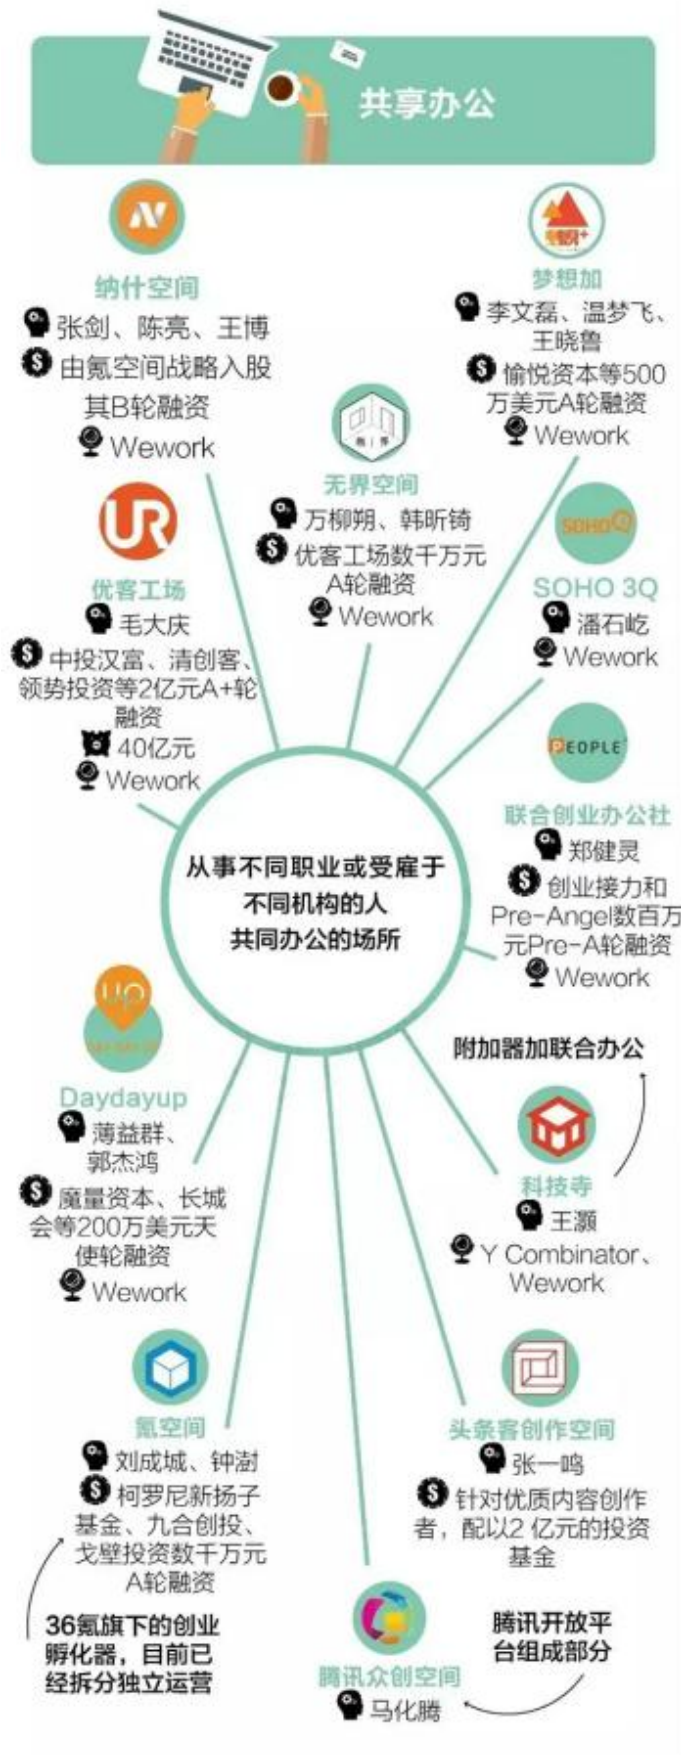 共享办公
纳什空间
张剑、陈亮、王博
由氪空间战略入股
其B轮融资
Wework
梦想加
李文磊、温梦飞、
王晓鲁
愉悦资本等500
万美元A轮融资
Wework
无界空间
万柳朔、韩昕锜
优客工场数千万元
A轮融资
Wework
UR
优客工场
毛大庆
中投汉富、清创客、
领势投资等2亿元A+轮
融资
40亿元
Wework
SOHO
SOHO 3Q
潘石屹
Wework
PEOPLE
联合创业办公社
郑健灵
创业接力和
Pre-Angel数百万
元Pre-A轮融资
Wework
从事不同职业或受雇于
不同机构的人
共同办公的场所
up
Daydayup
薄益群、
郭杰鸿
魔量资本、长城
会等200万美元天
使轮融资
Wework
附加器加联合办公
科技寺
王灏
Y Combinator、
Wework
氪空间
刘成城、钟澍
柯罗尼新扬子
基金、九合创投、
戈壁投资数千万元
A轮融资
36氪旗下的创业
孵化器，目前已
经拆分独立运营
头条客创作空间
张一鸣
针对优质内容创作
者，配以2 亿元的投资
基金
腾讯众创空间
马化腾
腾讯开放平
台组成部分